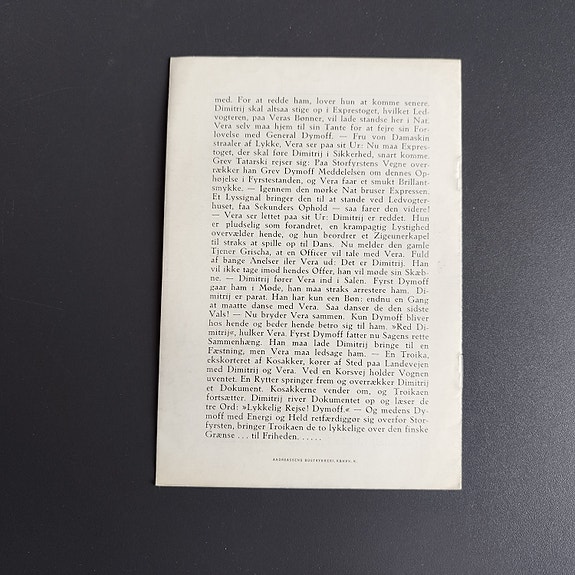 med. For at redde ham, lover hun at komme senere.
Dimitrij skal altsaa stige op i Exprestoget, hvilket Led-
vogteren, paa Veras Bønner, vil lade standse her i Nat.
Vera selv maa hjem til sin Tante for at fejre sin For-
lovelse med General Dymoff. — Fru von Damaskin
straaler af Lykke, Vera ser paa sit Ur: Nu maa Expres-
toget, der skal føre Dimitrij i Sikkerhed, snart komme.
Grev Tatarski rejser sig: Paa Storfyrstens Vegne over-
rækker han Grev Dymoff Meddelelsen om dennes Op-
højelse i Fyrstestanden, og Vera faar et smukt Brillant-
smykke. — Igennem den mørke Nat bruser Expressen.
Et Lyssignal bringer den til at standse ved Ledvogter-
huset, faa Sekunders Ophold — saa farer den videre!
— Vera ser lettet paa sit Ur: Dimitrij er reddet. Hun
er pludselig som forandret, en krampagtig Lystighed
overvælder hende, og hun beordrer et Zigeunerkapel
til straks at spille op til Dans. Nu melder den gamle
Tjener Grischa, at en Officer vil tale med Vera. Fuld
af bange Anelser iler Vera ud: Det er Dimitrij. Han
vil ikke tage imod hendes Offer, han vil møde sin Skæb-
ne. — Dimitrij fører Vera ind i Salen. Fyrst Dymoff
gaar ham i Møde, han maa straks arrestere ham. Di-
mitrij er parat. Han har kun een Bøn: endnu en Gang
at maatte danse med Vera. Saa danser de den sidste
Vals! — Nu bryder Vera sammen. Kun Dymoff bliver
hos hende og beder hende betro sig til ham. »Red Di-
mitrij«, hulker Vera. Fyrst Dymoff fatter nu Sagens rette
Sammenhæng. Han maa lade Dimitrij bringe til en
Fæstning, men Vera maa ledsage ham. — En Troika,
ekskorteret af Kosakker, kører af Sted paa Landevejen
med Dimitrij og Vera. Ved en Korsvej holder Vognen
uventet. En Rytter springer frem og overrækker Dimitrij
et Dokument. Kosakkerne vender om, og Troikaen
fortsætter. Dimitrij river Dokumentet op og læser de
tre Ord: »Lykkelig Rejse! Dymoff.« — Og medens Dy-
moff med Energi og Held retfærdiggør sig overfor Stor-
fyrsten, bringer Troikaen de to lykkelige over den finske
Grænse ... til Friheden. . . . . .